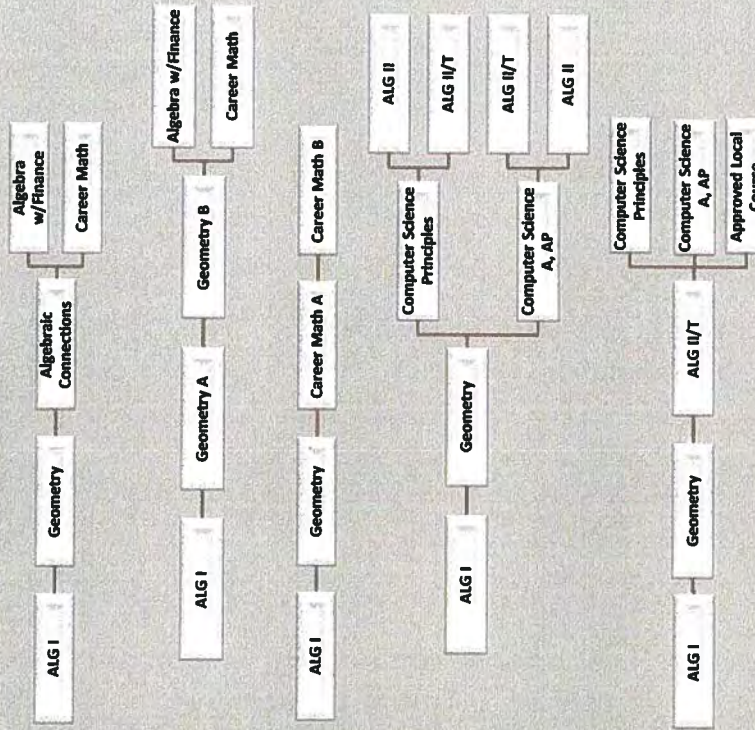 Algebra
w/Finance
Career Math
Algebraic
Connections
Geometry
ALG I
Algebra w/Finance
Career Math
Geometry B
Geometry A
ALG I
Career Math B
Career Math A
Geometry
ALG I
ALG II
ALG II/T
ALG II/T
ALG II
Computer Science
Principles
Computer Science
A, AP
Geometry
ALG I
Computer Science
Principles
Computer Science
A, AP
Approved Local
Course
ALG II/T
Geometry
ALG I